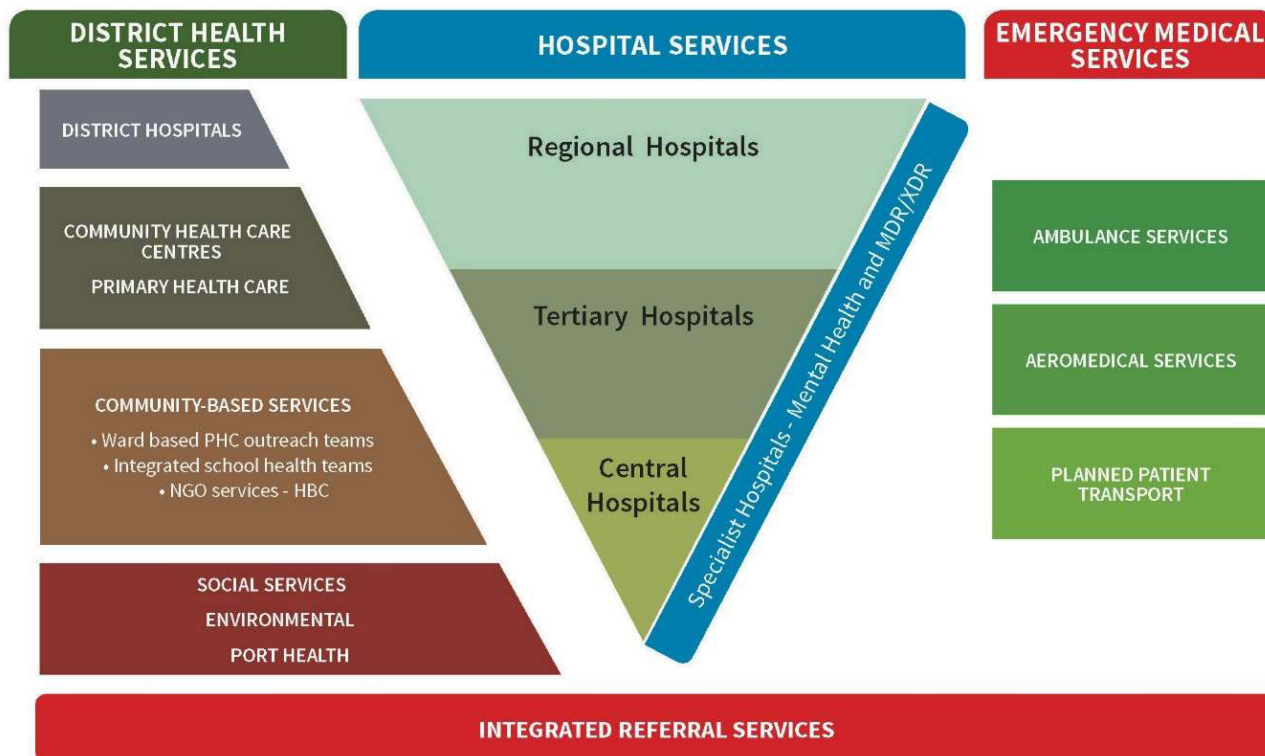 DISTRICT HEALTH
SERVICES
HOSPITAL SERVICES
EMERGENCY MEDICAL
SERVICES
DISTRICT HOSPITALS
COMMUNITY HEALTH CARE
CENTRES
PRIMARY HEALTH CARE
COMMUNITY-BASED SERVICES
• Ward based PHC outreach teams
• Integrated school health teams
• NGO services - HBC
SOCIAL SERVICES
ENVIRONMENTAL
PORT HEALTH
Regional Hospitals
Tertiary Hospitals
Central
Hospitals
Specialist Hospitals - Mental Health and MDR/XDR
AMBULANCE SERVICES
AEROMEDICAL SERVICES
PLANNED PATIENT
TRANSPORT
INTEGRATED REFERRAL SERVICES